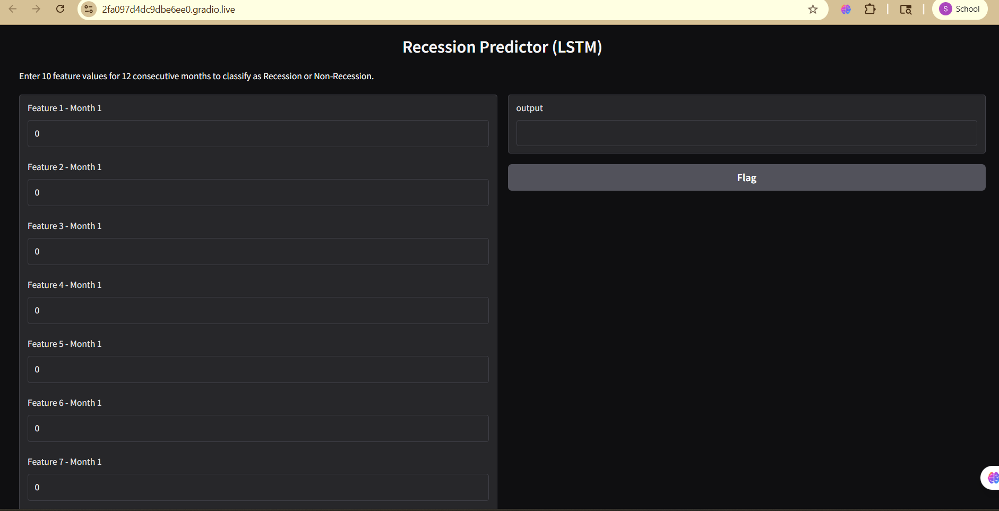 2fa097d4dc9dbe6ee0.gradio.live
S School
Recession Predictor (LSTM)
Enter 10 feature values for 12 consecutive months to classify as Recession or Non-Recession.
Feature 1 - Month 1
0
Feature 2 - Month 1
0
Feature 3 - Month 1
0
Feature 4 - Month 1
0
Feature 5 - Month 1
0
Feature 6 - Month 1
0
Feature 7 - Month 1
0
output
Flag